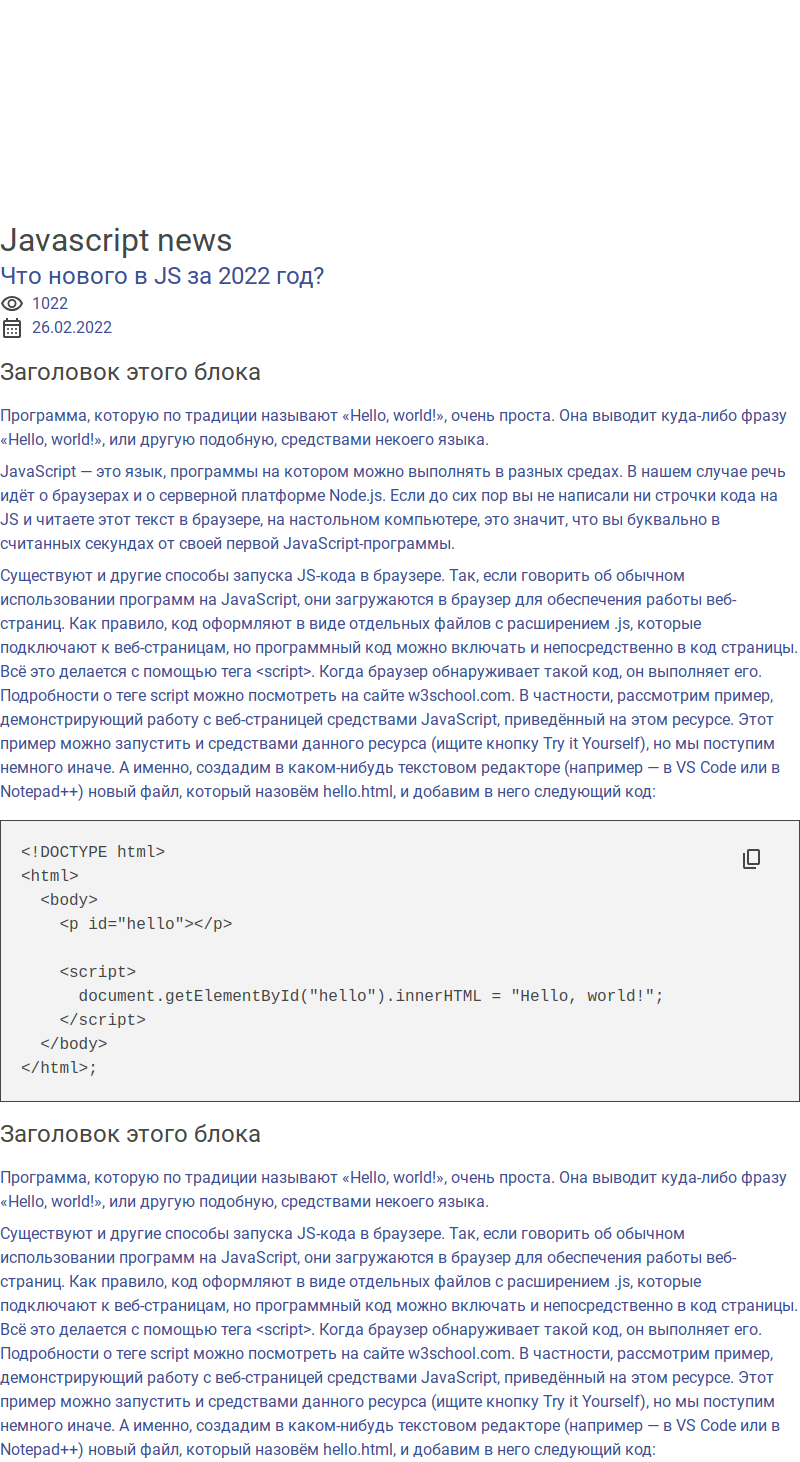 Javascript news
Что нового в JS за 2022 год?
1022
26.02.2022
Заголовок этого блока
Программа, которую по традиции называют «Hello, world!», очень проста. Она выводит куда-либо фразу
«Hello, world!», или другую подобную, средствами некоего языка.
JavaScript — это язык, программы на котором можно выполнять в разных средах. В нашем случае речь
идёт о браузерах и о серверной платформе Node.js. Если до сих пор вы не написали ни строчки кода на
JS и читаете этот текст в браузере, на настольном компьютере, это значит, что вы буквально в
считанных секундах от своей первой JavaScript-программы.
Существуют и другие способы запуска JS-кода в браузере. Так, если говорить об обычном
использовании программ на JavaScript, они загружаются в браузер для обеспечения работы веб-
страниц. Как правило, код оформляют в виде отдельных файлов с расширением .js, которые
подключают к веб-страницам, но программный код можно включать и непосредственно в код страницы.
Всё это делается с помощью тега <script>. Когда браузер обнаруживает такой код, он выполняет его.
Подробности о теге script можно посмотреть на сайте w3school.com. В частности, рассмотрим пример,
демонстрирующий работу с веб-страницей средствами JavaScript, приведённый на этом ресурсе. Этот
пример можно запустить и средствами данного ресурса (ищите кнопку Try it Yourself), но мы поступим
немного иначе. А именно, создадим в каком-нибудь текстовом редакторе (например — в VS Code или в
Notepad++) новый файл, который назовём hello.html, и добавим в него следующий код:
<!DOCTYPE html>
<html>
  <body>
    <p id="hello"></p>

    <script>
      document.getElementById("hello").innerHTML = "Hello, world!";
    </script>
  </body>
</html>;
Заголовок этого блока
Программа, которую по традиции называют «Hello, world!», очень проста. Она выводит куда-либо фразу
«Hello, world!», или другую подобную, средствами некоего языка.
Существуют и другие способы запуска JS-кода в браузере. Так, если говорить об обычном
использовании программ на JavaScript, они загружаются в браузер для обеспечения работы веб-
страниц. Как правило, код оформляют в виде отдельных файлов с расширением .js, которые
подключают к веб-страницам, но программный код можно включать и непосредственно в код страницы.
Всё это делается с помощью тега <script>. Когда браузер обнаруживает такой код, он выполняет его.
Подробности о теге script можно посмотреть на сайте w3school.com. В частности, рассмотрим пример,
демонстрирующий работу с веб-страницей средствами JavaScript, приведённый на этом ресурсе. Этот
пример можно запустить и средствами данного ресурса (ищите кнопку Try it Yourself), но мы поступим
немного иначе. А именно, создадим в каком-нибудь текстовом редакторе (например — в VS Code или в
Notepad++) новый файл, который назовём hello.html, и добавим в него следующий код: